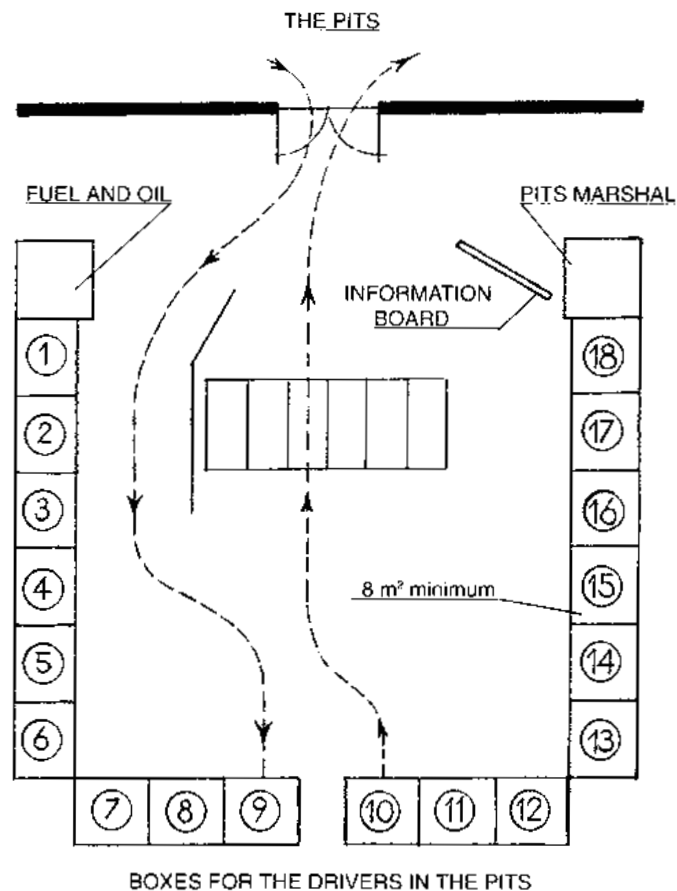 THE PITS
FUEL AND OIL
PITS MARSHAL
INFORMATION
BOARD
1
18
2
17
3
16
8 m² minimum
4
15
5
14
6
13
7
8
9
10
11
12
BOXES FOR THE DRIVERS IN THE PITS